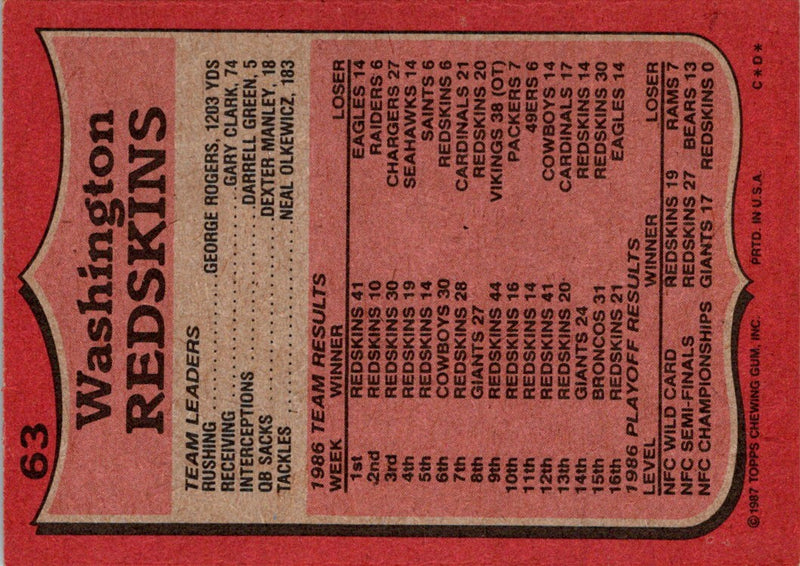 63
Washington
REDSKINS
TEAM LEADERS
RUSHING . . . . . . . . . . . . GEORGE ROGERS, 1203 YDS
RECEIVING . . . . . . . . . . . . GARY CLARK, 74
INTERCEPTIONS . . . . . . . . . . . . DARRELL GREEN, 5
QB SACKS . . . . . . . . . . . . DEXTER MANLEY, 18
TACKLES . . . . . . . . . . . . NEAL OLKEWICZ, 183
1986 TEAM RESULTS
WEEK WINNER LOSER
1st REDSKINS 41 EAGLES 14
2nd REDSKINS 10 RAIDERS 6
3rd REDSKINS 30 CHARGERS 27
4th REDSKINS 19 SEAHAWKS 14
5th REDSKINS 14 SAINTS 6
6th COWBOYS 30 REDSKINS 6
7th REDSKINS 28 CARDINALS 21
8th GIANTS 27 REDSKINS 20
9th REDSKINS 44 VIKINGS 38 (OT)
10th REDSKINS 16 PACKERS 7
11th REDSKINS 14 49ERS 6
12th REDSKINS 41 COWBOYS 14
13th REDSKINS 20 CARDINALS 17
14th GIANTS 24 REDSKINS 14
15th BRONCOS 31 REDSKINS 30
16th REDSKINS 21 EAGLES 14
1986 PLAYOFF RESULTS
LEVEL WINNER LOSER
NFC WILD CARD REDSKINS 19 RAMS 7
NFC SEMI-FINALS REDSKINS 27 BEARS 13
NFC CHAMPIONSHIPS GIANTS 17 REDSKINS 0
© 1987 TOPPS CHEWING GUM, INC. PRTD. IN U.S.A. C*D*